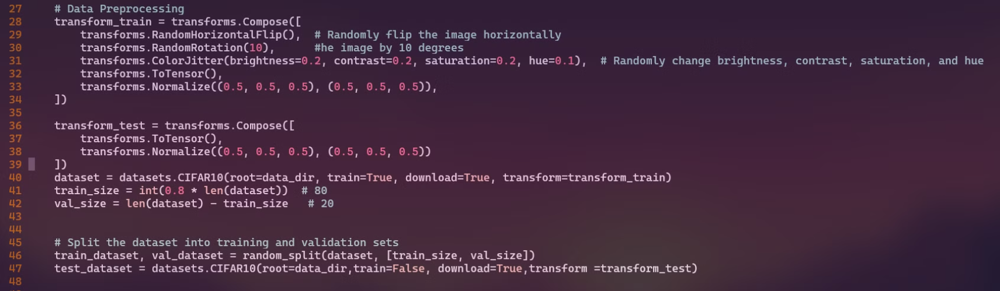 27 # Data Preprocessing
28 transform_train = transforms.Compose([
29 transforms.RandomHorizontalFlip(), # Randomly flip the image horizontally
30 transforms.RandomRotation(10), #he image by 10 degrees
31 transforms.ColorJitter(brightness=0.2, contrast=0.2, saturation=0.2, hue=0.1), # Randomly change brightness, contrast, saturation, and hue
32 transforms.ToTensor(),
33 transforms.Normalize((0.5, 0.5, 0.5), (0.5, 0.5, 0.5)),
34 ])
35
36 transform_test = transforms.Compose([
37 transforms.ToTensor(),
38 transforms.Normalize((0.5, 0.5, 0.5), (0.5, 0.5, 0.5))
39 ])
40 dataset = datasets.CIFAR10(root=data_dir, train=True, download=True, transform=transform_train)
41 train_size = int(0.8 * len(dataset)) # 80
42 val_size = len(dataset) - train_size # 20
43
44
45 # Split the dataset into training and validation sets
46 train_dataset, val_dataset = random_split(dataset, [train_size, val_size])
47 test_dataset = datasets.CIFAR10(root=data_dir,train=False, download=True,transform =transform_test)
48